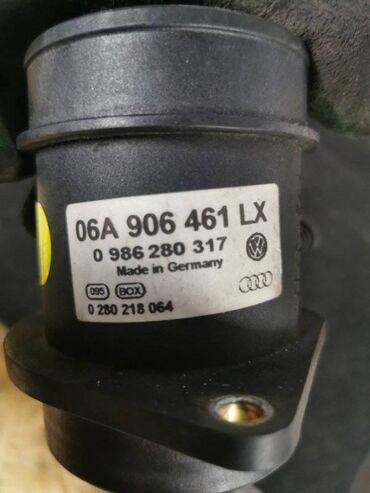 06A 906 461 LX
0 986 280 317
Made in Germany
095 BOX
0 280 218 064